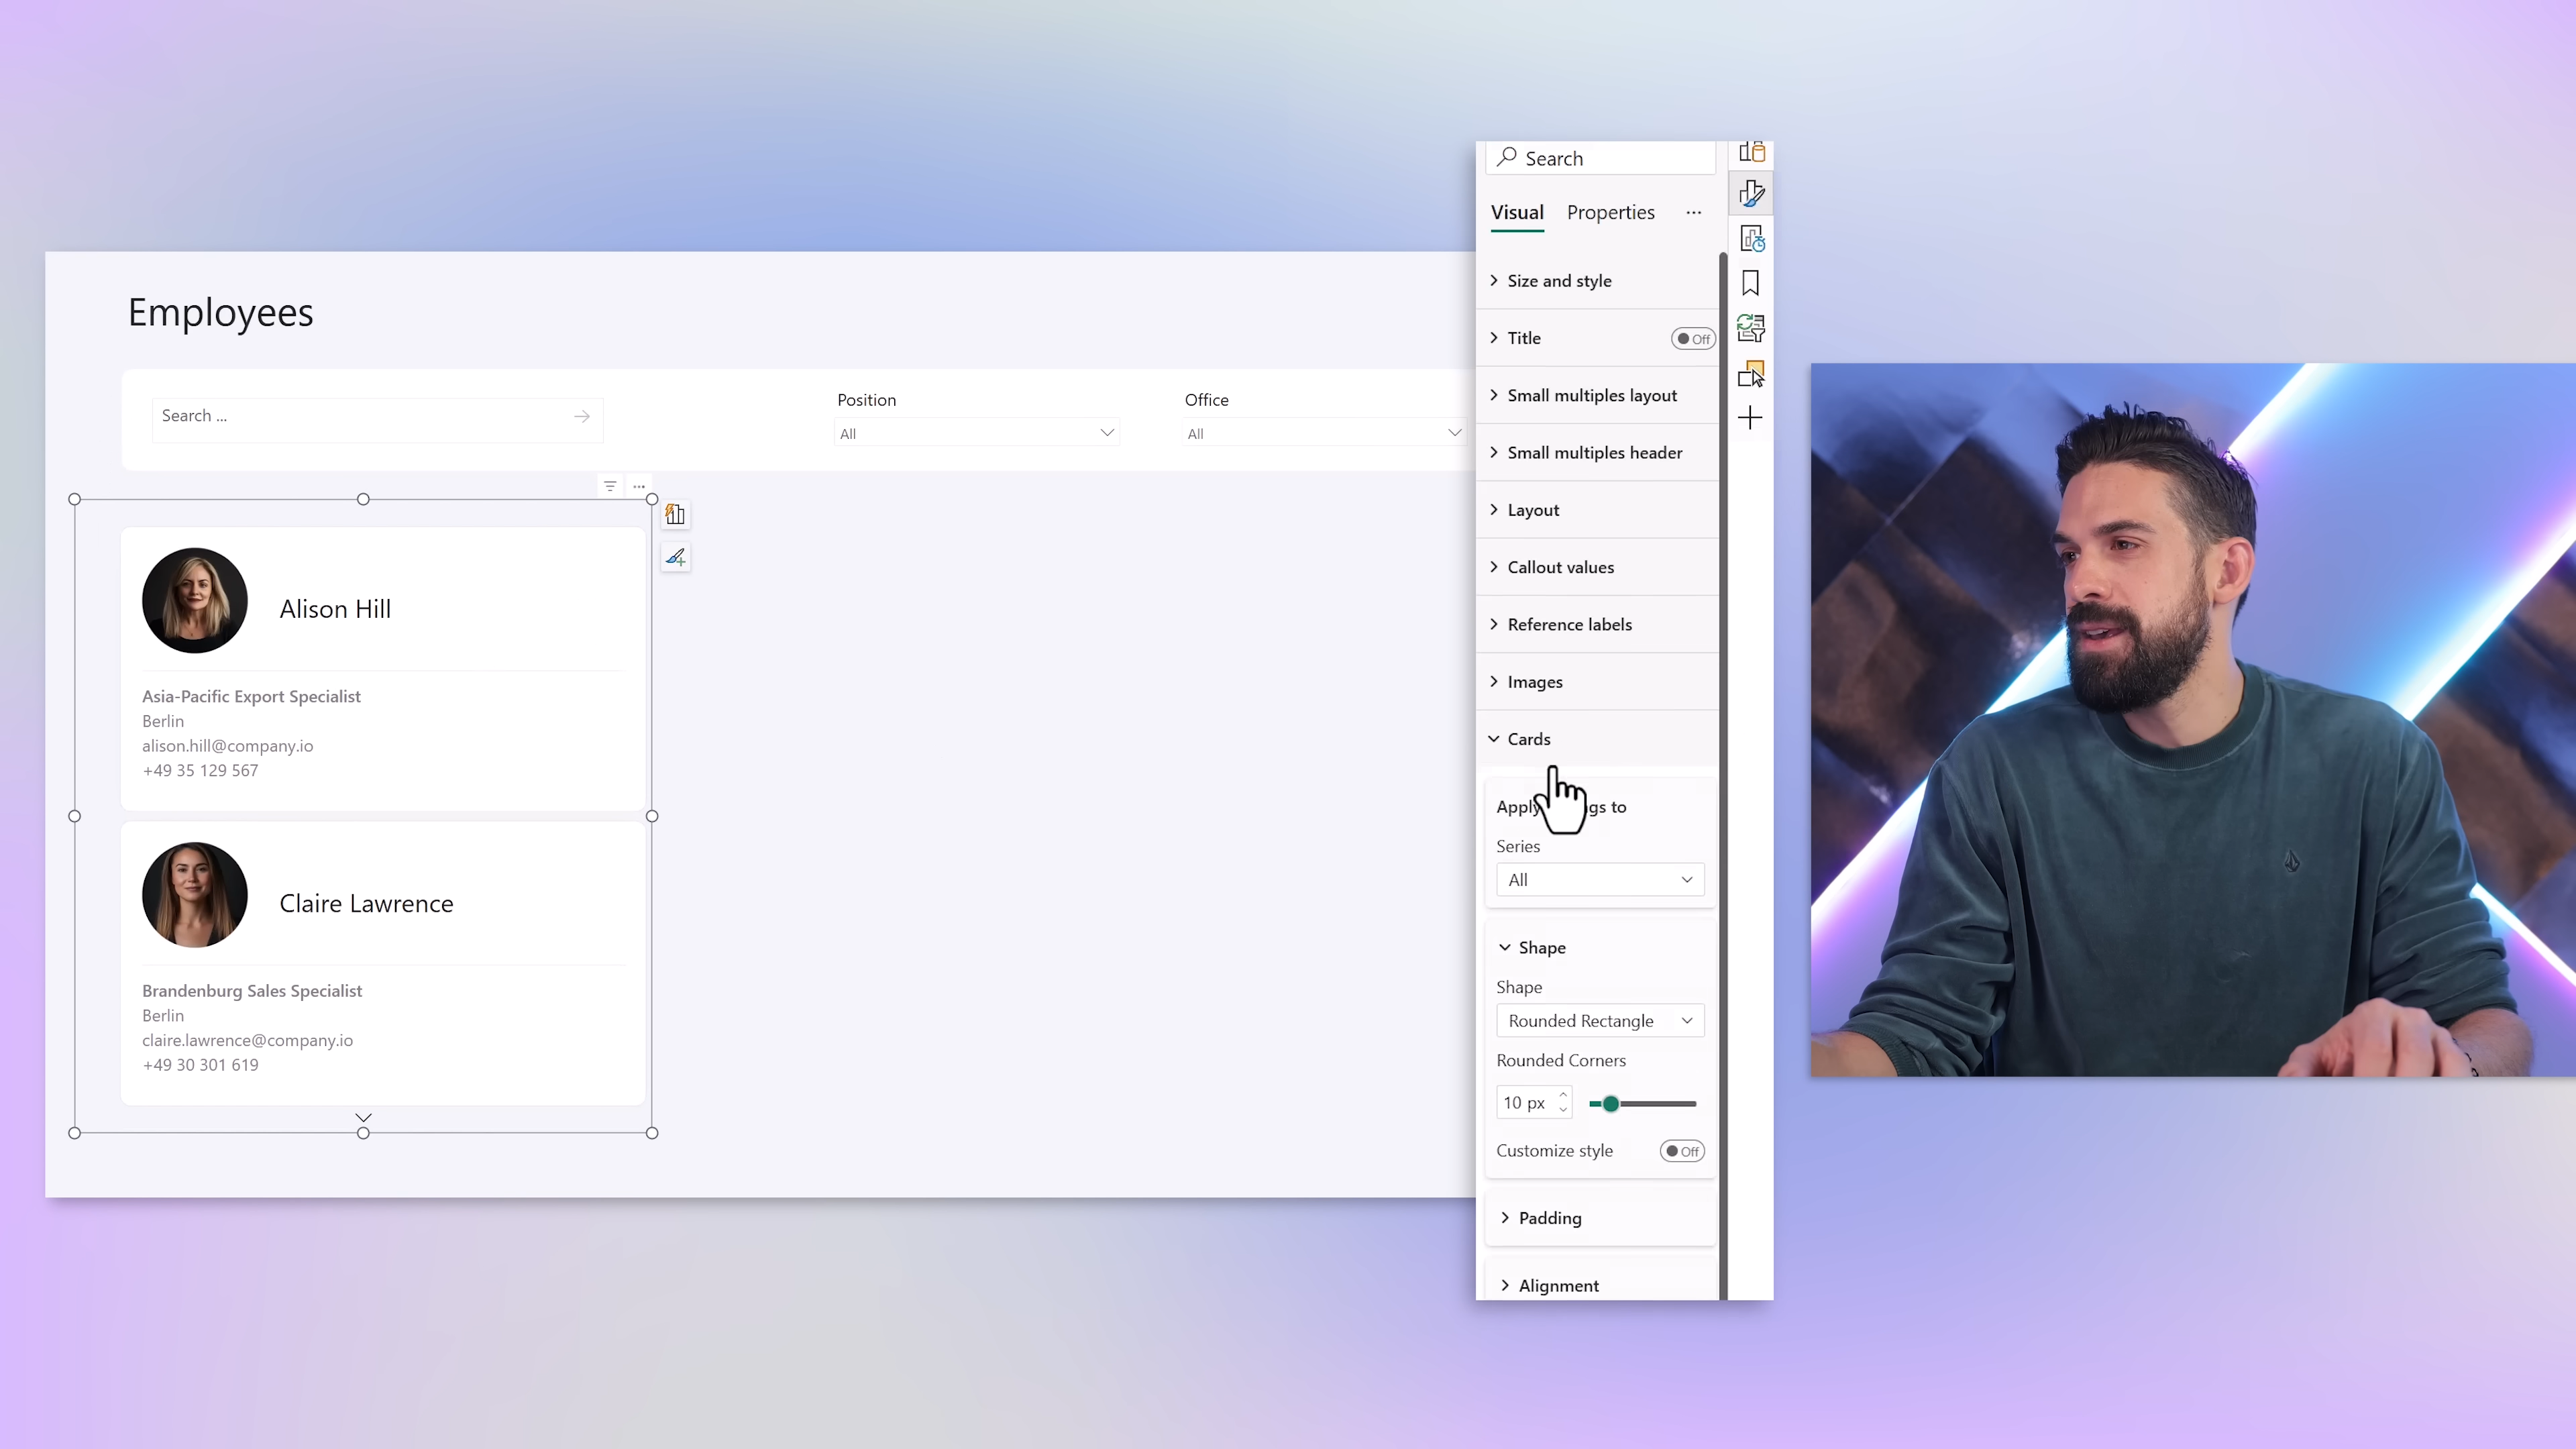 Employees
Search ...
Position
All
Office
All
Alison Hill
Asia-Pacific Export Specialist
Berlin
alison.hill@company.io
+49 35 129 567
Claire Lawrence
Brandenburg Sales Specialist
Berlin
claire.lawrence@company.io
+49 30 301 619
Search
Visual
Properties
Size and style
Title
Off
Small multiples layout
Small multiples header
Layout
Callout values
Reference labels
Images
Cards
Apply gs to
Series
All
Shape
Shape
Rounded Rectangle
Rounded Corners
10 px
Customize style
Off
Padding
Alignment